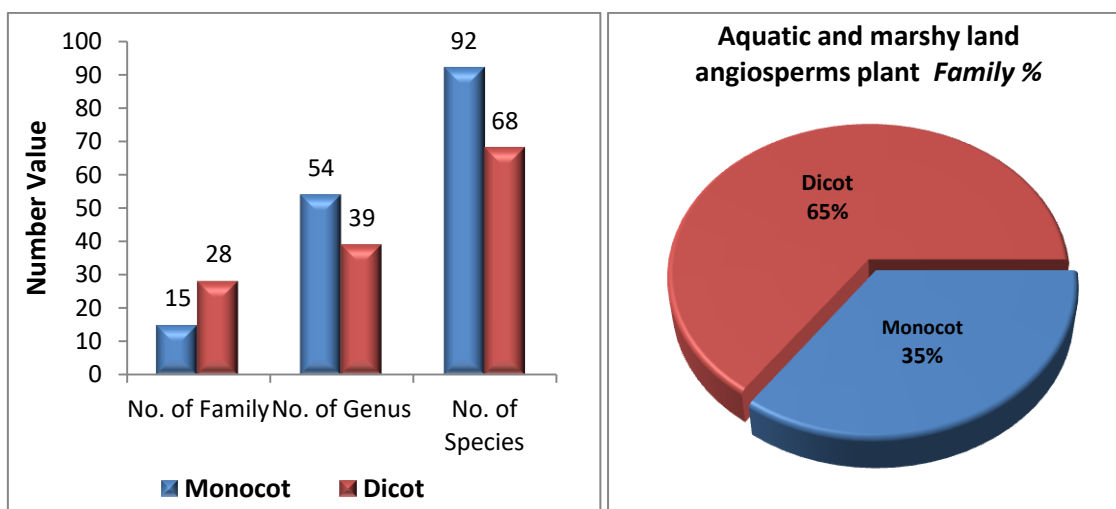 100
90
80
70
60
50
40
30
20
10
0
Number Value
15
28
54
39
92
68
No. of Family
No. of Genus
No. of
Species
Monocot
Dicot
Aquatic and marshy land
angiosperms plant Family %
Dicot
65%
Monocot
35%